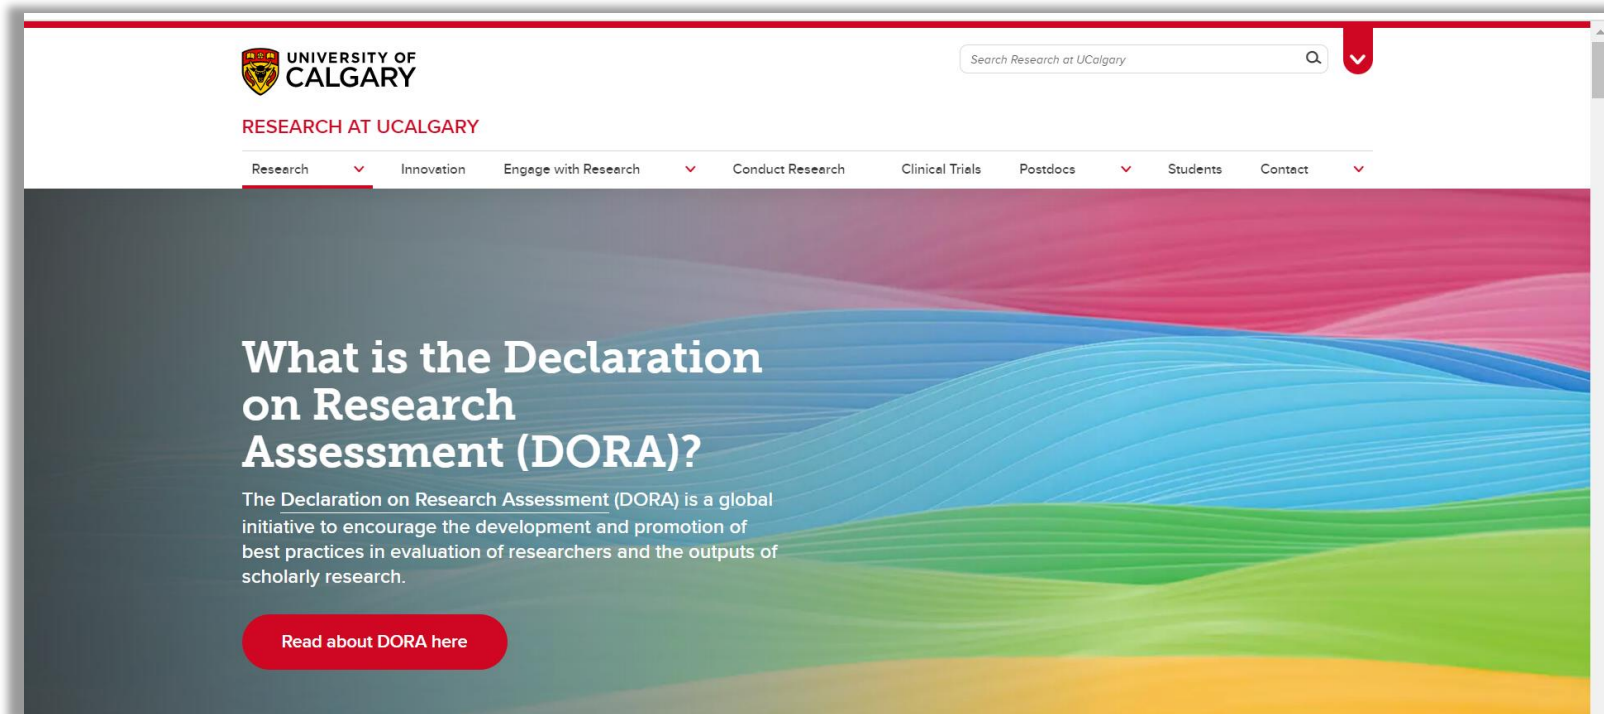 UNIVERSITY OF
CALGARY
Search Research at UCalgary
RESEARCH AT UCALGARY
Research Innovation Engage with Research Conduct Research Clinical Trials Postdocs Students Contact
What is the Declaration
on Research
Assessment (DORA)?
The Declaration on Research Assessment (DORA) is a global
initiative to encourage the development and promotion of
best practices in evaluation of researchers and the outputs of
scholarly research.
Read about DORA here